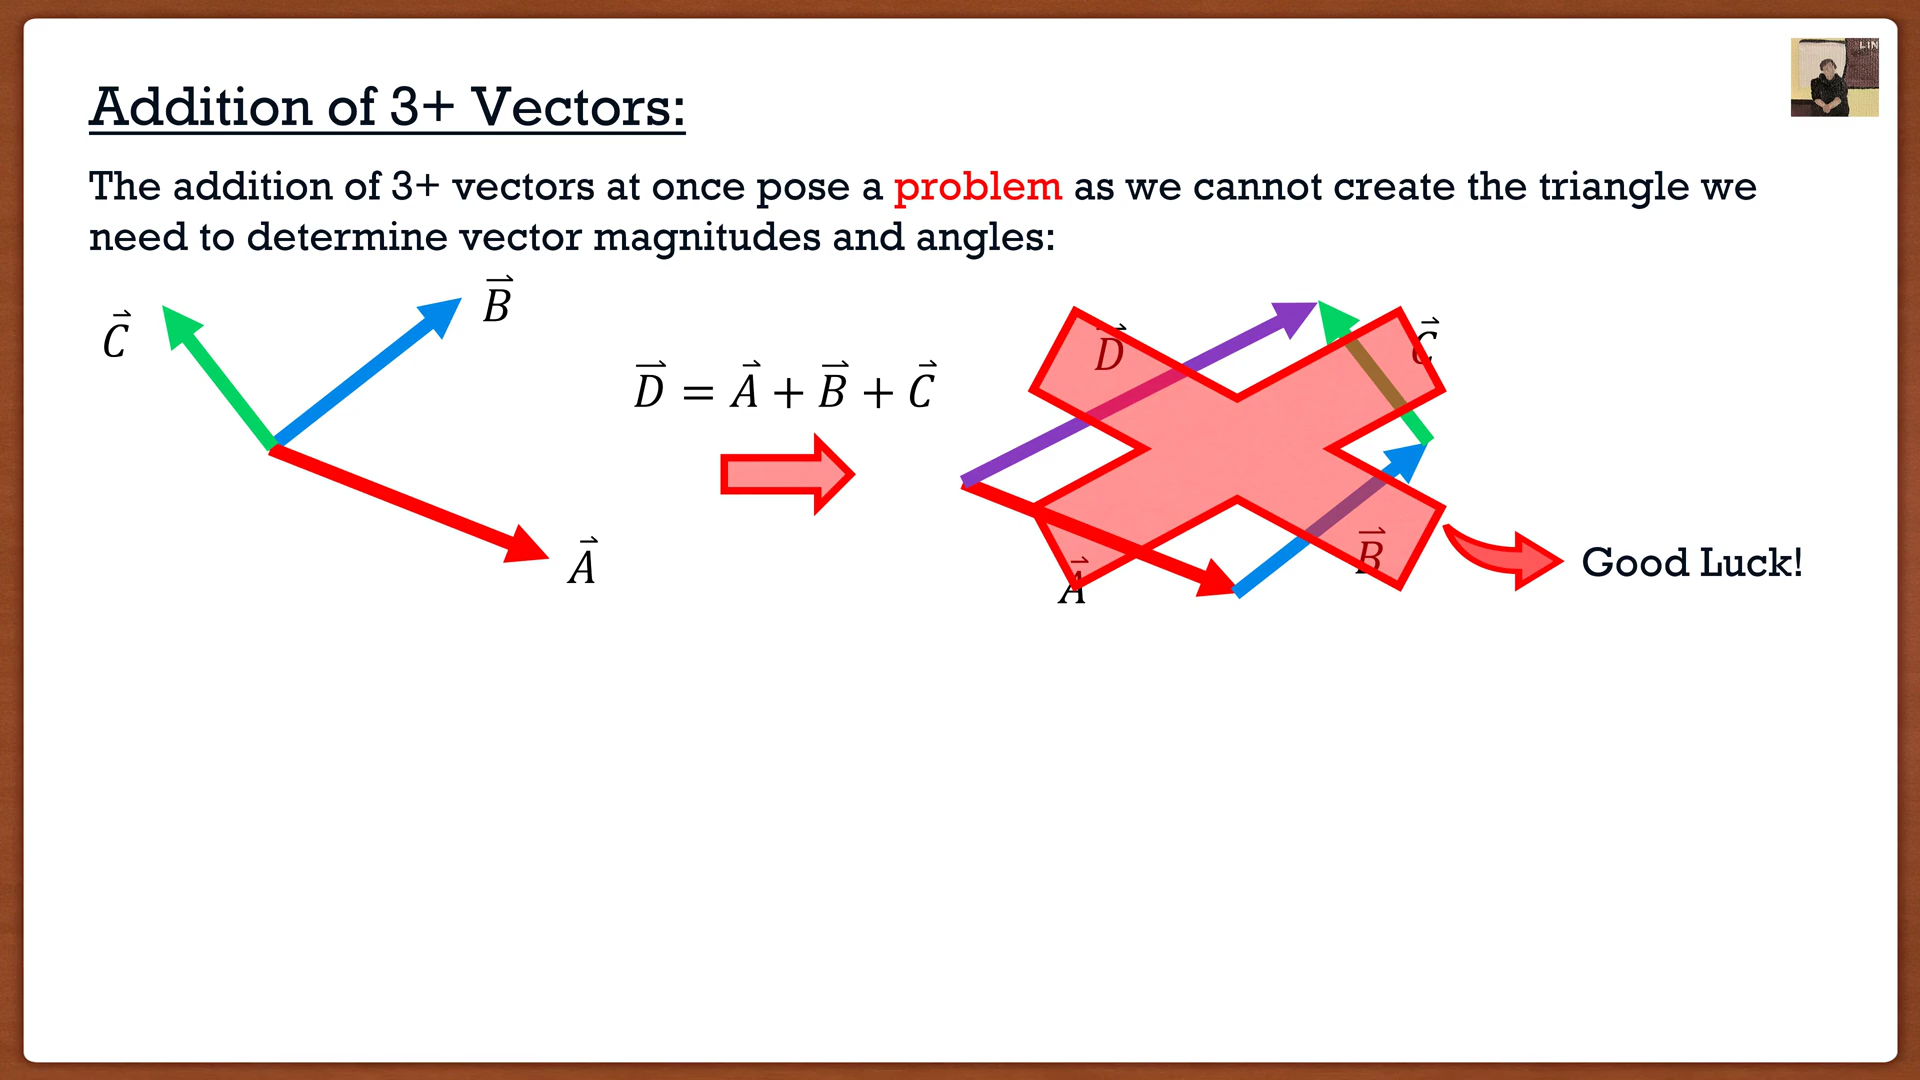 LIN
Addition of 3+ Vectors:
The addition of 3+ vectors at once pose a problem as we cannot create the triangle we
need to determine vector magnitudes and angles:
C⃗
B⃗
A⃗
D⃗ = A⃗ + B⃗ + C⃗
D⃗
C⃗
B⃗
A⃗
Good Luck!